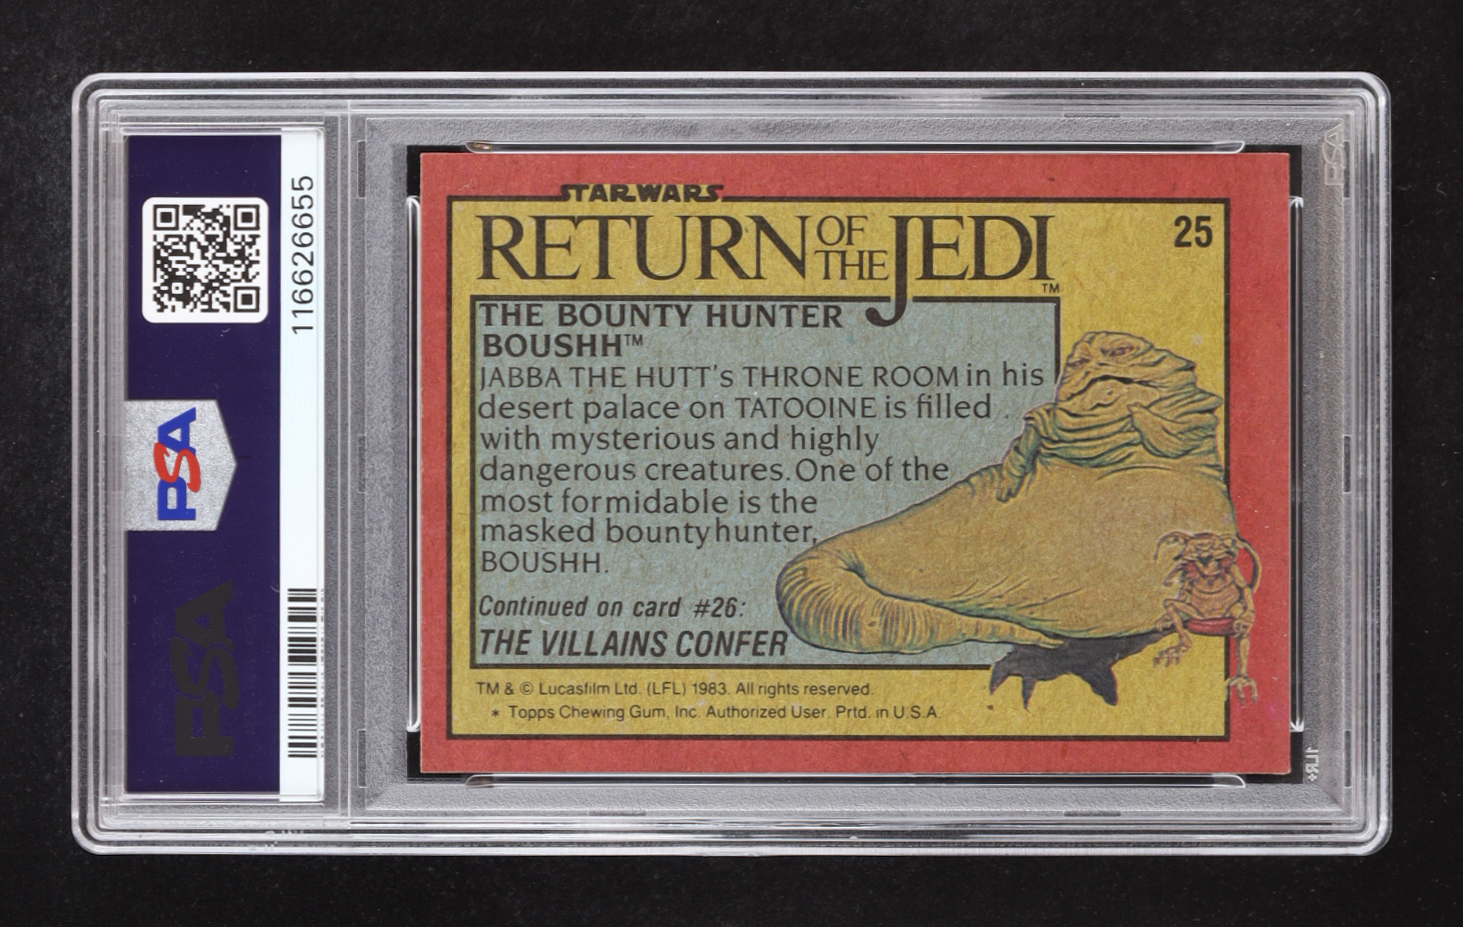 116626655
PSA
PSA
PSA
STAR WARS
RETURN OF THE JEDI™
25
THE BOUNTY HUNTER
BOUSHH™
JABBA THE HUTT's THRONE ROOM in his
desert palace on TATOOINE is filled
with mysterious and highly
dangerous creatures. One of the
most formidable is the
masked bounty hunter,
BOUSHH.
Continued on card #26:
THE VILLAINS CONFER
TM & © Lucasfilm Ltd. (LFL) 1983. All rights reserved.
* Topps Chewing Gum, Inc. Authorized User. Prtd. in U.S.A.